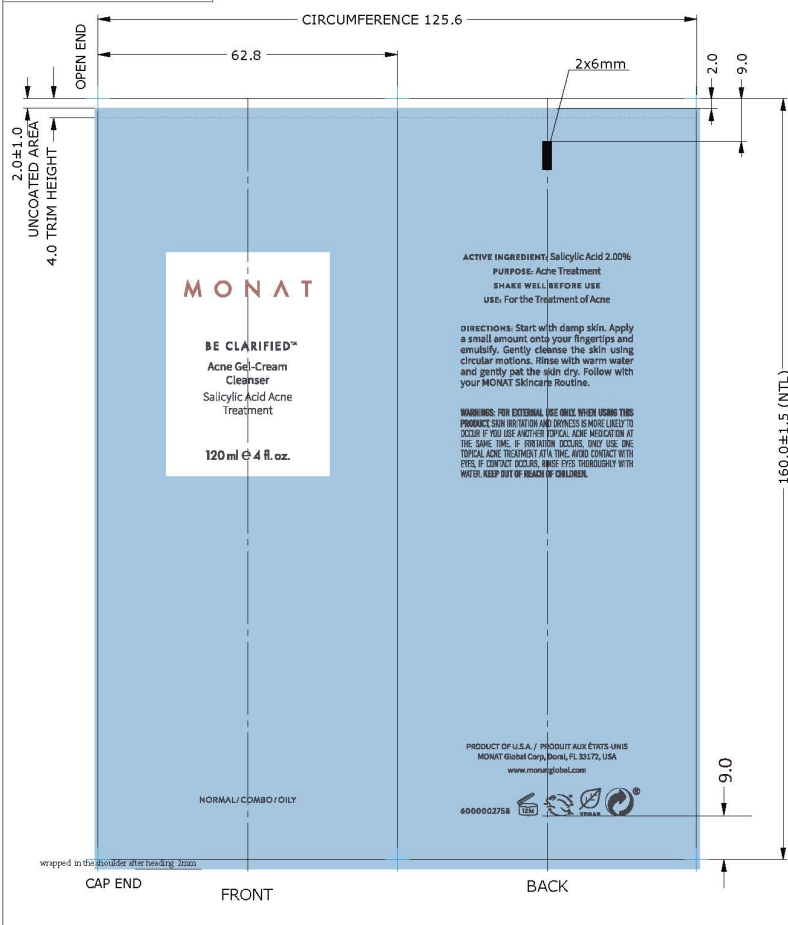 CIRCUMFERENCE 125.6
62.8
OPEN END
2x6mm
2.0
9.0
2.0±1.0
UNCOATED AREA
4.0 TRIM HEIGHT
MONAT
BE CLARIFIED™
Acne Gel-Cream
Cleanser
Salicylic Acid Acne
Treatment
120 ml ℮ 4 fl. oz.
NORMAL/COMBO/OILY
ACTIVE INGREDIENT: Salicylic Acid 2.00%
PURPOSE: Acne Treatment
SHAKE WELL BEFORE USE
USE: For the Treatment of Acne
DIRECTIONS: Start with damp skin. Apply
a small amount onto your fingertips and
emulsify. Gently cleanse the skin using
circular motions. Rinse with warm water
and gently pat the skin dry. Follow with
your MONAT Skincare Routine.
WARNINGS: FOR EXTERNAL USE ONLY. WHEN USING THIS
PRODUCT, SKIN IRRITATION AND DRYNESS IS MORE LIKELY TO
OCCUR IF YOU USE ANOTHER TOPICAL ACNE MEDICATION AT
THE SAME TIME. IF IRRITATION OCCURS, ONLY USE ONE
TOPICAL ACNE TREATMENT AT A TIME. AVOID CONTACT WITH
EYES, IF CONTACT OCCURS, RINSE EYES THOROUGHLY WITH
WATER. KEEP OUT OF REACH OF CHILDREN.
PRODUCT OF U.S.A. / PRODUIT AUX ÉTATS-UNIS
MONAT Global Corp, Doral, FL 33172, USA
www.monatglobal.com
6000002758
12M
VEGAN
®
160.0±1.5 (NTL)
9.0
wrapped in the shoulder after heading 2mm
CAP END
FRONT
BACK